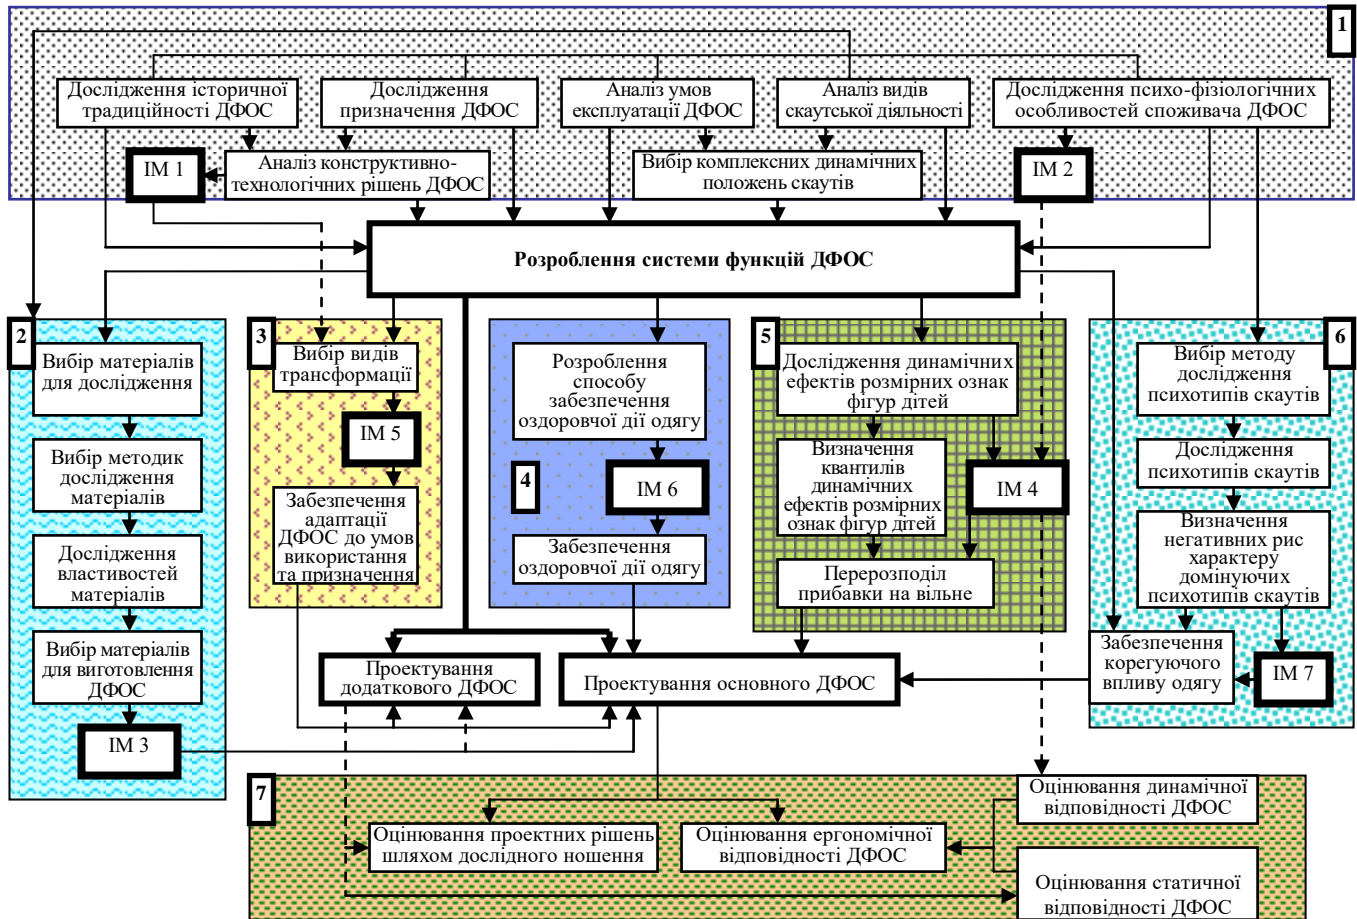 1
Дослідження історичної
традиційності ДФОС
Дослідження
призначення ДФОС
Аналіз умов
експлуатації ДФОС
Аналіз видів
скаутської діяльності
Дослідження психо-фізіологічних
особливостей споживача ДФОС
ІМ 1
Аналіз конструктивно-
технологічних рішень ДФОС
Вибір комплексних динамічних
положень скаутів
ІМ 2
Розроблення системи функцій ДФОС
2
Вибір матеріалів
для дослідження
Вибір методик
дослідження
матеріалів
Дослідження
властивостей
матеріалів
Вибір матеріалів
для виготовлення
ДФОС
ІМ 3
3
Вибір видів
трансформації
ІМ 5
Забезпечення
адаптації
ДФОС до умов
використання
та призначення
4
Розроблення
способу
забезпечення
оздоровчої дії одягу
ІМ 6
Забезпечення
оздоровчої дії одягу
5
Дослідження динамічних
ефектів розмірних ознак
фігур дітей
Визначення
квантилів
динамічних
ефектів розмірних
ознак фігур дітей
ІМ 4
Перерозподіл
прибавки на вільне
6
Вибір методу
дослідження
психотипів скаутів
Дослідження
психотипів скаутів
Визначення
негативних рис
характеру
домінуючих
психотипів скаутів
Забезпечення
корегуючого
впливу одягу
ІМ 7
Проектування
додаткового ДФОС
Проектування основного ДФОС
7
Оцінювання проектних рішень
шляхом дослідного ношення
Оцінювання ергономічної
відповідності ДФОС
Оцінювання динамічної
відповідності ДФОС
Оцінювання статичної
відповідності ДФОС